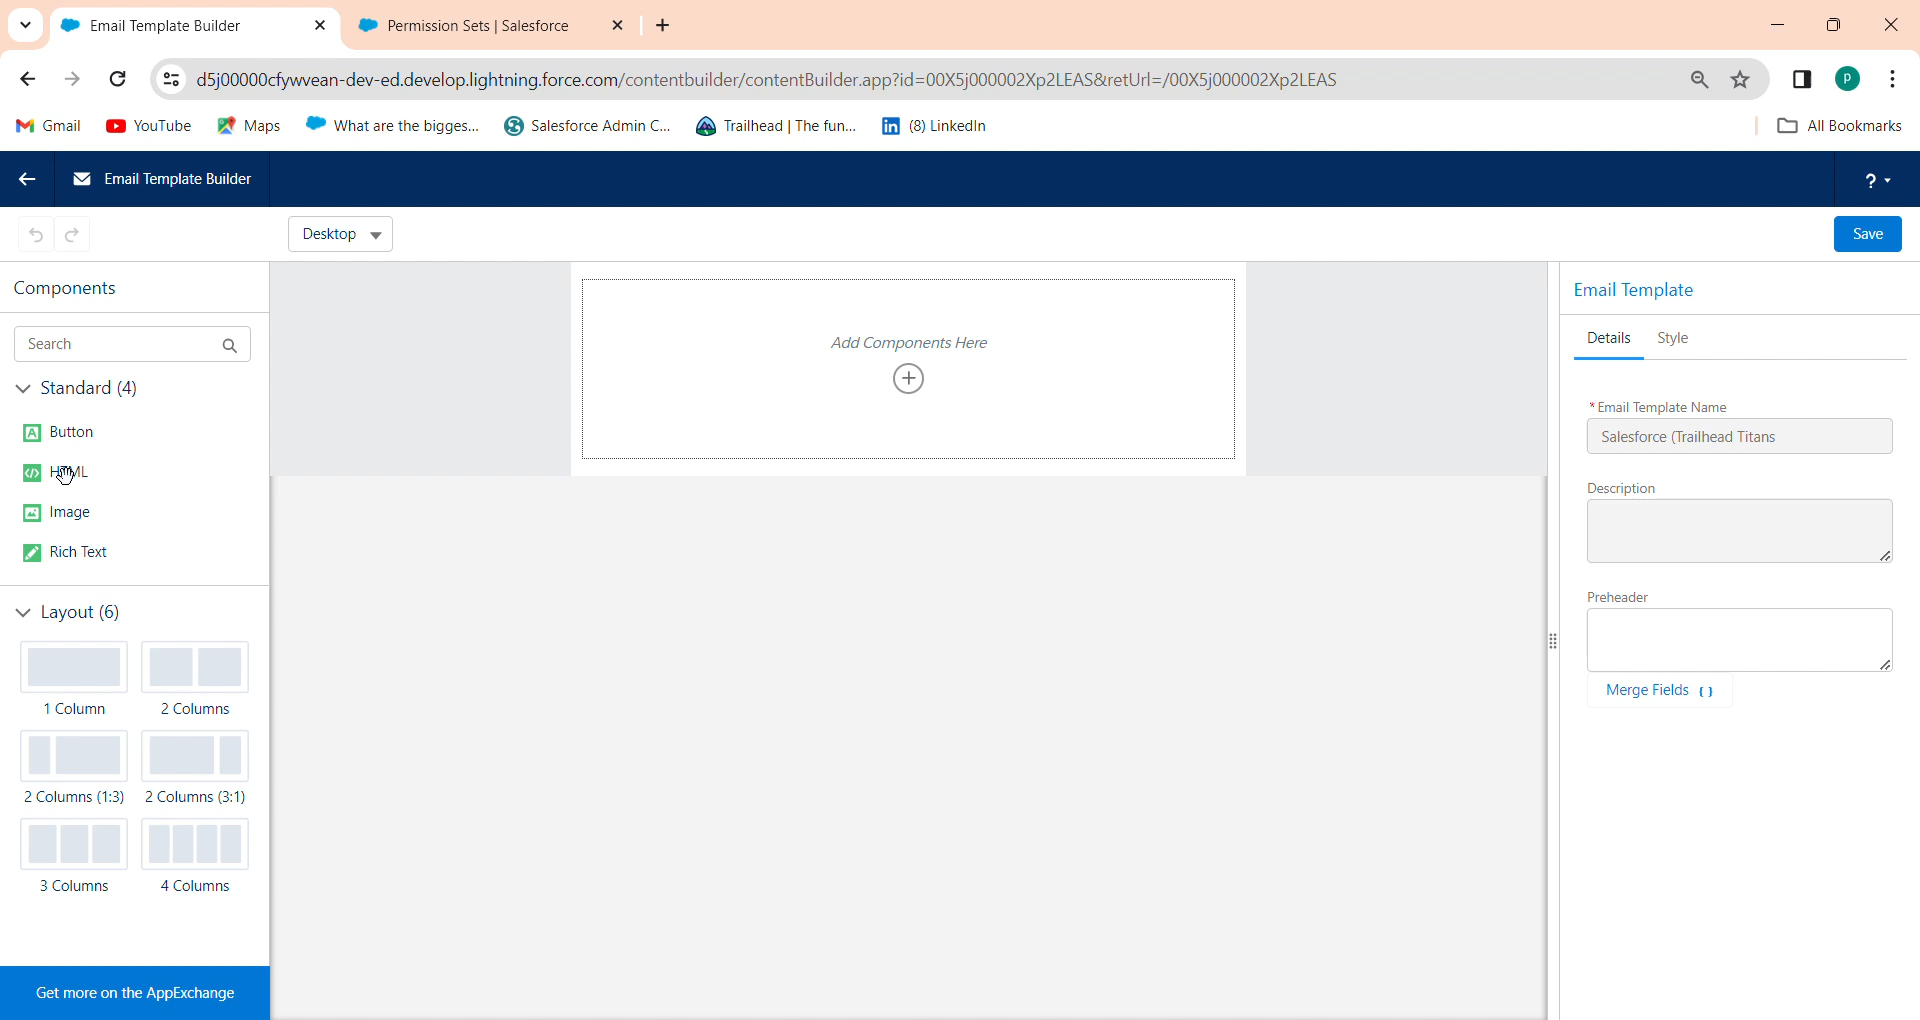 Email Template Builder
Permission Sets | Salesforce
d5j00000cfywvean-dev-ed.develop.lightning.force.com/contentbuilder/contentBuilder.app?id=00X5j000002Xp2LEAS&retUrl=/00X5j000002Xp2LEAS
P
Gmail
YouTube
Maps
What are the bigges...
Salesforce Admin C...
Trailhead | The fun...
(8) LinkedIn
All Bookmarks
Email Template Builder
?
Desktop
Save
Components
Search
Standard (4)
Button
HTML
Image
Rich Text
Layout (6)
1 Column
2 Columns
2 Columns (1:3)
2 Columns (3:1)
3 Columns
4 Columns
Get more on the AppExchange
Add Components Here
Email Template
Details
Style
* Email Template Name
Salesforce (Trailhead Titans
Description
Preheader
Merge Fields { }